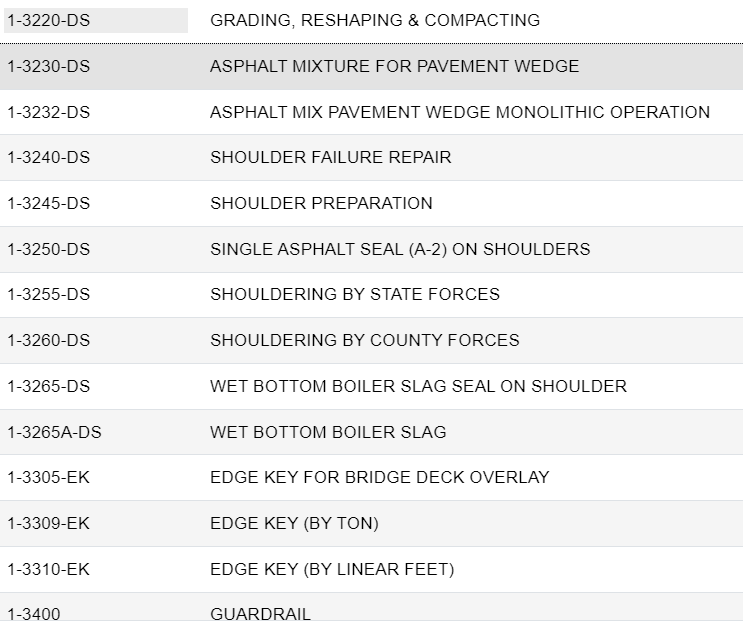 1-3220-DS GRADING, RESHAPING & COMPACTING
1-3230-DS ASPHALT MIXTURE FOR PAVEMENT WEDGE
1-3232-DS ASPHALT MIX PAVEMENT WEDGE MONOLITHIC OPERATION
1-3240-DS SHOULDER FAILURE REPAIR
1-3245-DS SHOULDER PREPARATION
1-3250-DS SINGLE ASPHALT SEAL (A-2) ON SHOULDERS
1-3255-DS SHOULDERING BY STATE FORCES
1-3260-DS SHOULDERING BY COUNTY FORCES
1-3265-DS WET BOTTOM BOILER SLAG SEAL ON SHOULDER
1-3265A-DS WET BOTTOM BOILER SLAG
1-3305-EK EDGE KEY FOR BRIDGE DECK OVERLAY
1-3309-EK EDGE KEY (BY TON)
1-3310-EK EDGE KEY (BY LINEAR FEET)
1-3400 GUARDRAIL